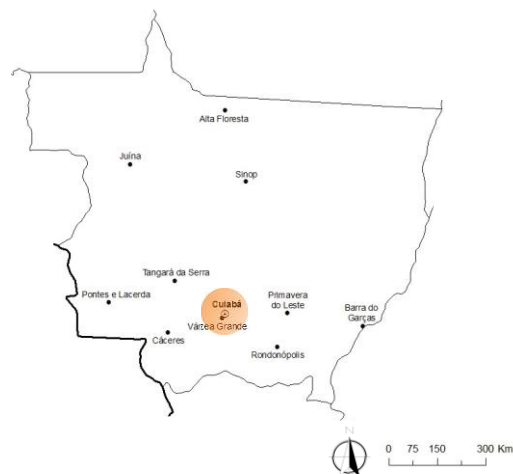 Alta Floresta
Juína
Sinop
Tangará da Serra
Pontes e Lacerda
Cuiabá
Várzea Grande
Primavera
do Leste
Barra do
Garças
Cáceres
Rondonópolis
N
0 75 150 300 Km